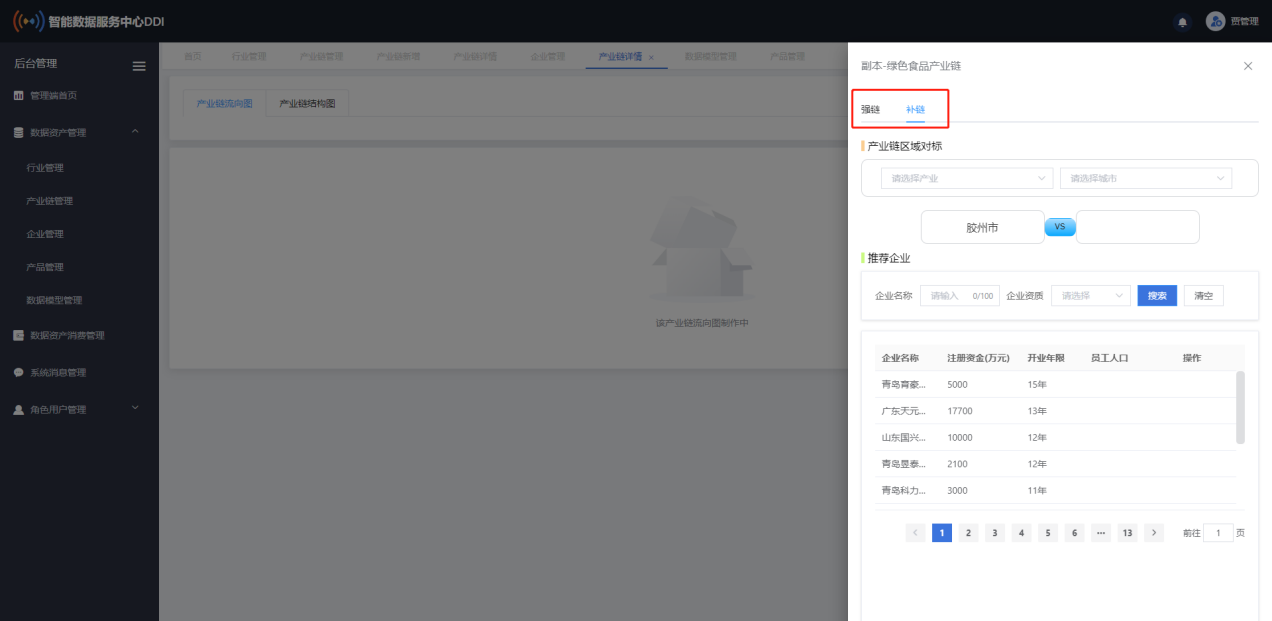 智能数据服务中心DDI
贾管理
后台管理
管理端首页
数据资产管理
行业管理
产业链管理
企业管理
产品管理
数据模型管理
数据资产消费管理
系统消息管理
角色用户管理
首页 行业管理 产业链管理 产业链新增 产业链详情 企业管理 产业链详情 × 数据模型管理 产品管理
产业链流向图 产业链结构图
该产业链流向图制作中
副本-绿色食品产业链
强链 补链
产业链区域对标
请选择产业 请选择城市
胶州市 VS
推荐企业
企业名称 请输入 0/100 企业资质 请选择 搜索 清空
企业名称 注册资金(万元) 开业年限 员工人口 操作
青岛育豪... 5000 15年
广东天元... 17700 13年
山东国兴... 10000 12年
青岛昱泰... 2100 12年
青岛科力... 3000 11年
1 2 3 4 5 6 ··· 13 前往 1 页